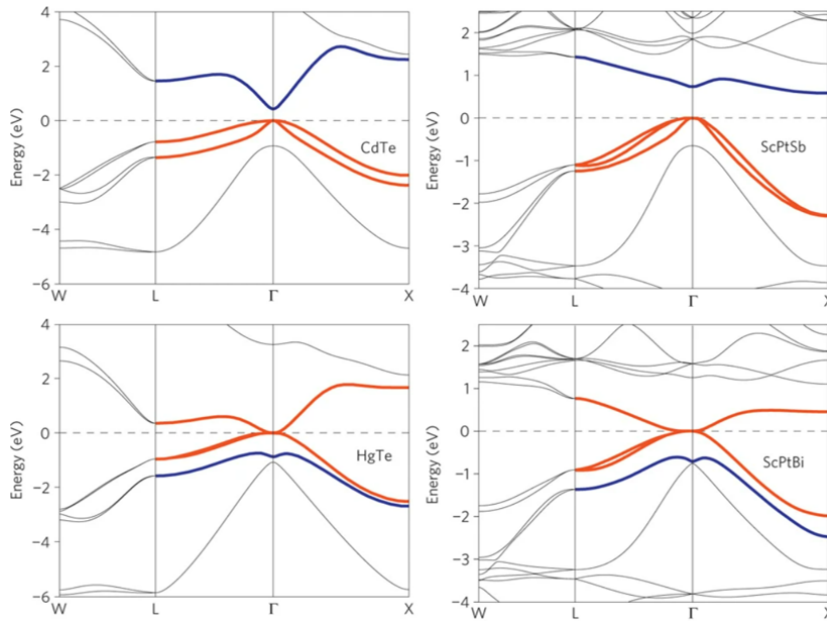 Energy (eV)
4
2
0
−2
−4
−6
W
L
Γ
X
CdTe
Energy (eV)
2
1
0
−1
−2
−3
−4
W
L
Γ
X
ScPtSb
Energy (eV)
4
2
0
−2
−4
−6
W
L
Γ
X
HgTe
Energy (eV)
2
1
0
−1
−2
−3
−4
W
L
Γ
X
ScPtBi